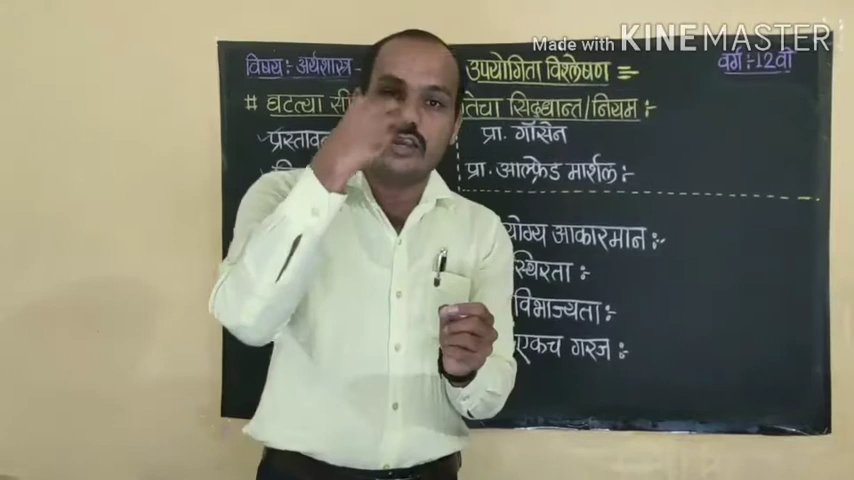 Made with KINEMASTER
विषय : अर्थशास्त्र उपयोगिता विश्लेषण वर्ग :- 12वी
# घटत्या सिद्धान्त / नियम :-
प्रा. गॉसेन
प्रा. आल्फ्रेड मार्शल :-
योग्य आकारमान :-
स्थिरता :-
विभाज्यता :-
एकच गरज :-